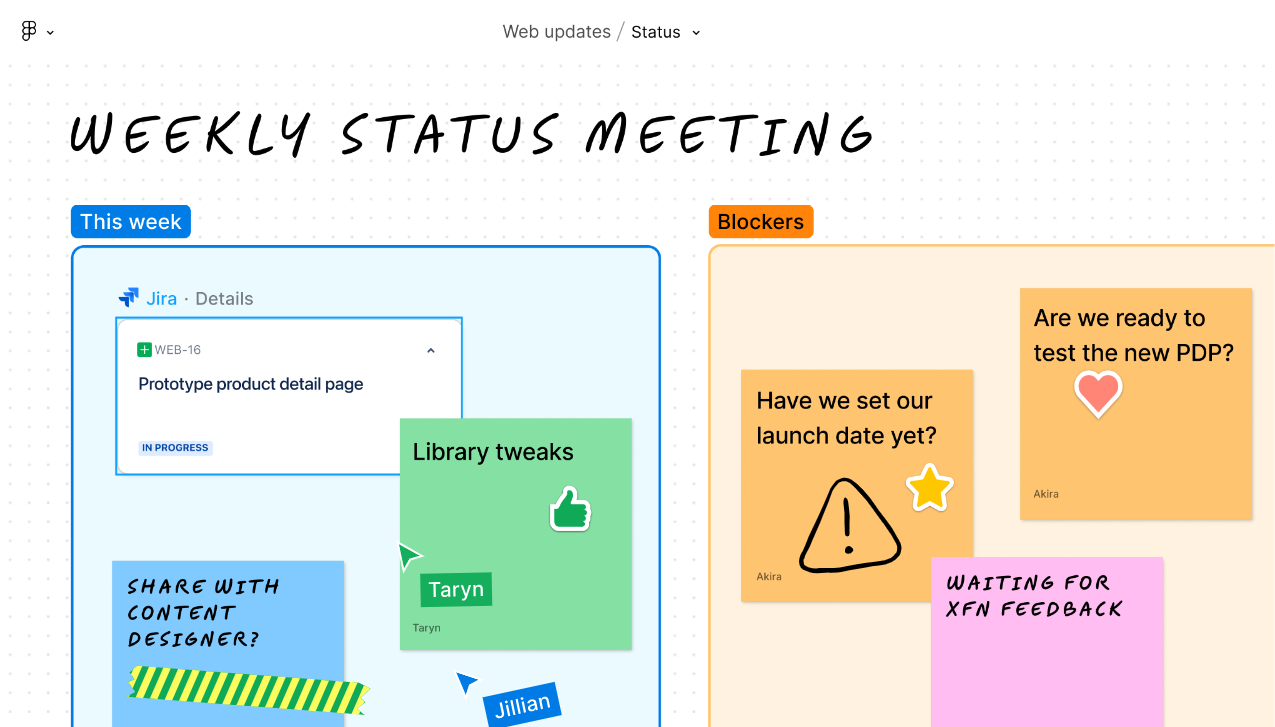 Web updates / Status
WEEKLY STATUS MEETING
This week
Jira · Details
WEB-16
Prototype product detail page
IN PROGRESS
Library tweaks
Taryn
Taryn
SHARE WITH
CONTENT
DESIGNER?
Jillian
Blockers
Are we ready to
test the new PDP?
Akira
Have we set our
launch date yet?
Akira
WAITING FOR
XFN FEEDBACK